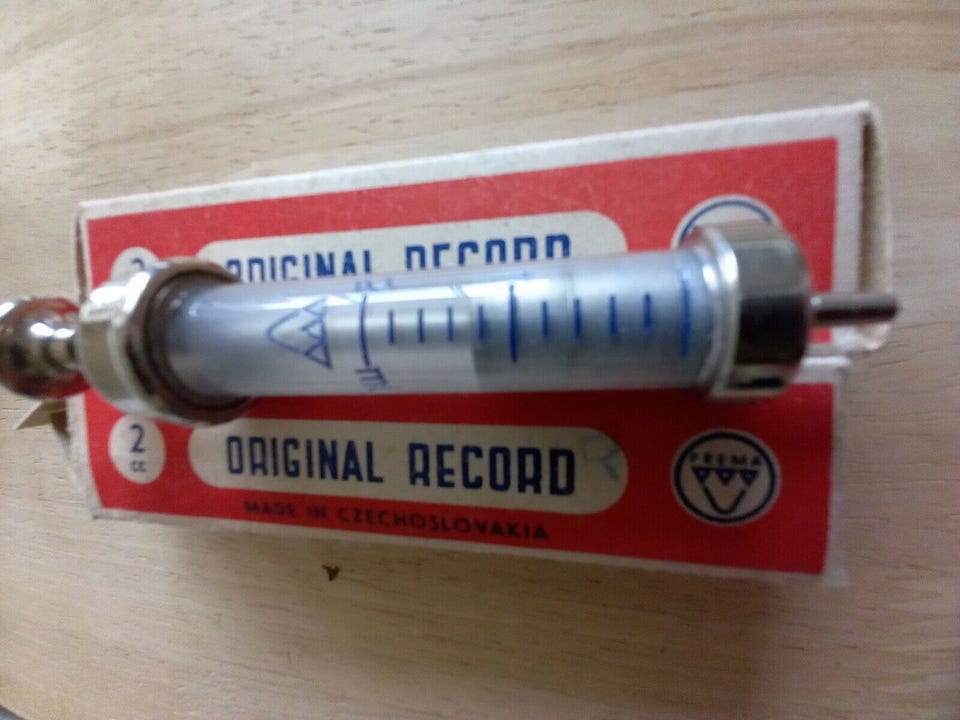 ORIGINAL RECORD
2
cc
ORIGINAL RECORD
MADE IN CZECHOSLOVAKIA
PREMA